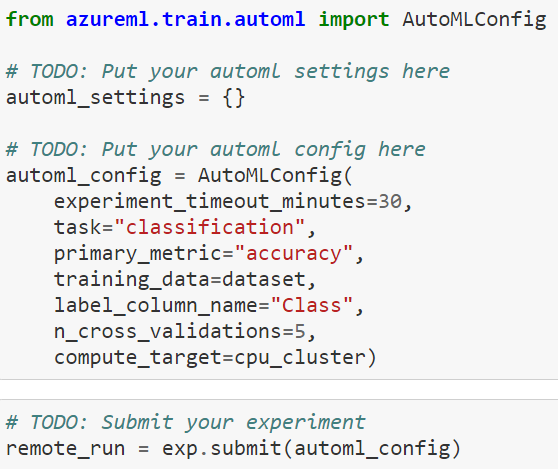 from azureml.train.automl import AutoMLConfig
# TODO: Put your automl settings here
automl_settings = {}
# TODO: Put your automl config here
automl_config = AutoMLConfig(
    experiment_timeout_minutes=30,
    task="classification",
    primary_metric="accuracy",
    training_data=dataset,
    label_column_name="Class",
    n_cross_validations=5,
    compute_target=cpu_cluster)
# TODO: Submit your experiment
remote_run = exp.submit(automl_config)